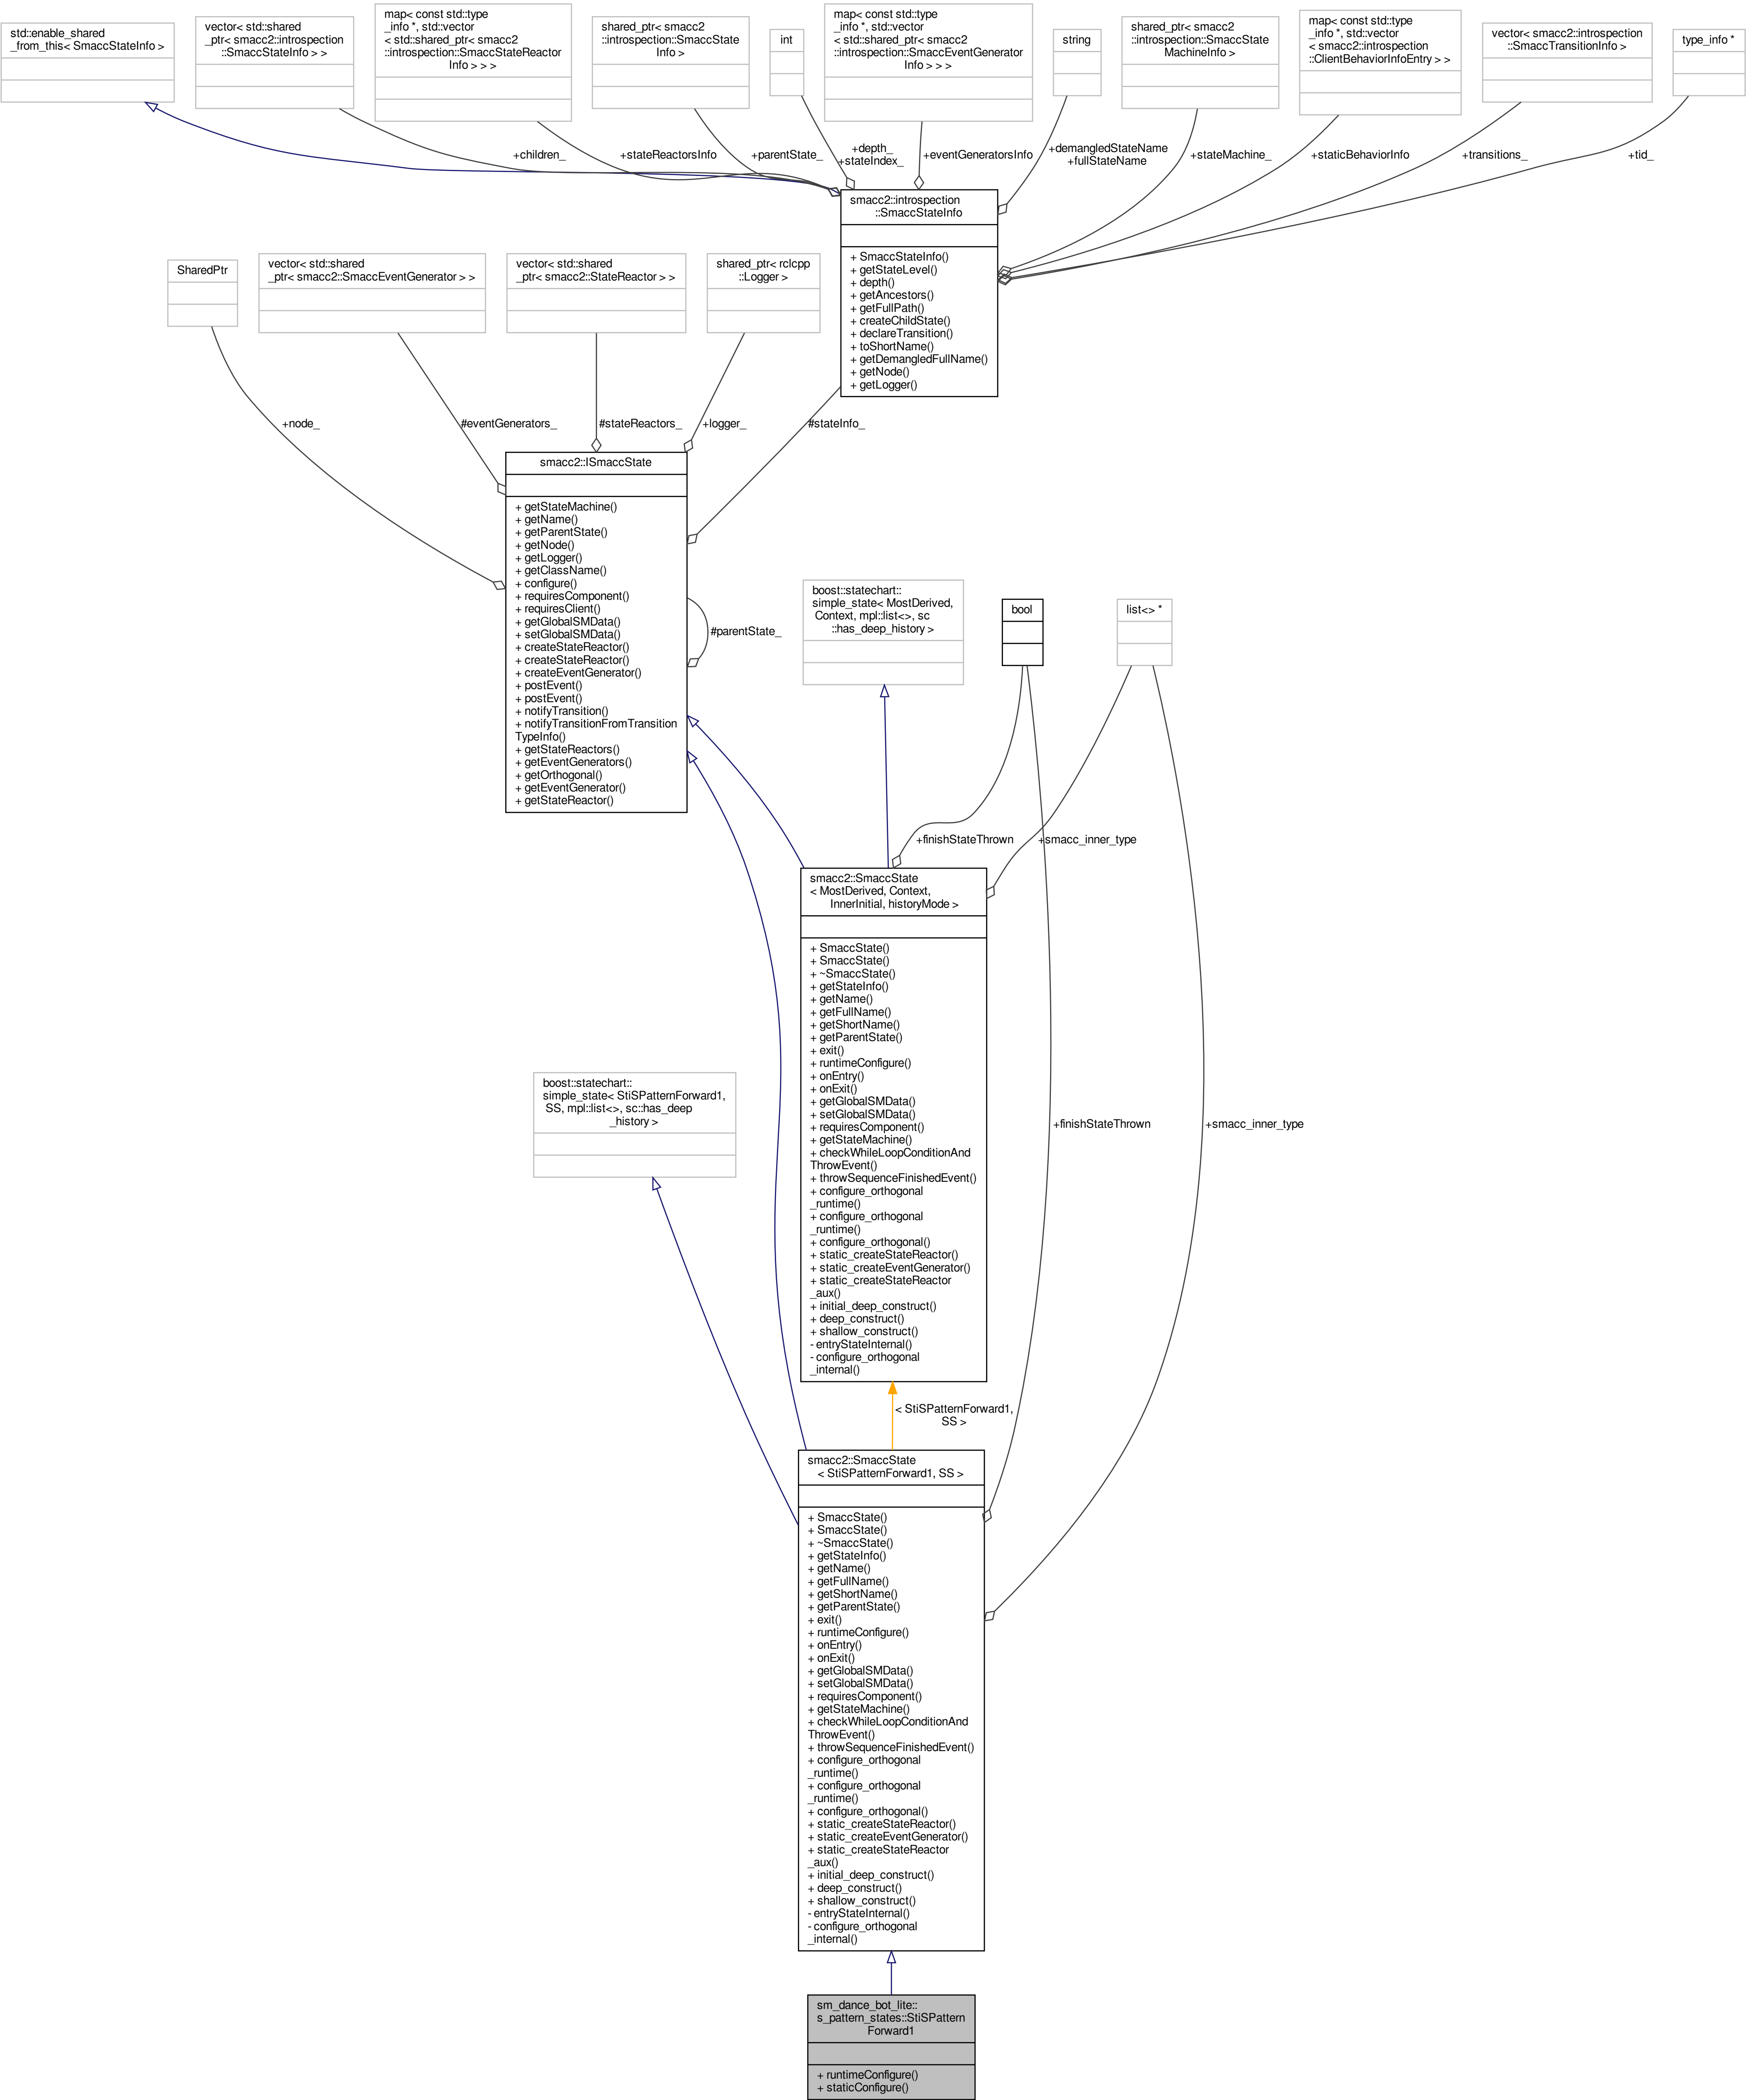 std::enable_shared
_from_this< SmaccStateInfo >
vector< std::shared
_ptr< smacc2::introspection
::SmaccStateInfo > >
map< const std::type
_info *, std::vector
< std::shared_ptr< smacc2
::introspection::SmaccStateReactor
Info > > >
shared_ptr< smacc2
::introspection::SmaccState
Info >
int
map< const std::type
_info *, std::vector
< std::shared_ptr< smacc2
::introspection::SmaccEventGenerator
Info > > >
string
shared_ptr< smacc2
::introspection::SmaccState
MachineInfo >
map< const std::type
_info *, std::vector
< smacc2::introspection
::ClientBehaviorInfoEntry > >
vector< smacc2::introspection
::SmaccTransitionInfo >
type_info *
+children_
+stateReactorsInfo
+parentState_
+depth_
+stateIndex_
+eventGeneratorsInfo
+demangledStateName
+fullStateName
+stateMachine_
+staticBehaviorInfo
+transitions_
+tid_
smacc2::introspection
::SmaccStateInfo
+ SmaccStateInfo()
+ getStateLevel()
+ depth()
+ getAncestors()
+ getFullPath()
+ createChildState()
+ declareTransition()
+ toShortName()
+ getDemangledFullName()
+ getNode()
+ getLogger()
SharedPtr
vector< std::shared
_ptr< smacc2::SmaccEventGenerator > >
vector< std::shared
_ptr< smacc2::StateReactor > >
shared_ptr< rclcpp
::Logger >
+node_
#eventGenerators_
#stateReactors_
+logger_
#stateInfo_
smacc2::ISmaccState
+ getStateMachine()
+ getName()
+ getParentState()
+ getNode()
+ getLogger()
+ getClassName()
+ configure()
+ requiresComponent()
+ requiresClient()
+ getGlobalSMData()
+ setGlobalSMData()
+ createStateReactor()
+ createStateReactor()
+ createEventGenerator()
+ postEvent()
+ postEvent()
+ notifyTransition()
+ notifyTransitionFromTransition
TypeInfo()
+ getStateReactors()
+ getEventGenerators()
+ getOrthogonal()
+ getEventGenerator()
+ getStateReactor()
#parentState_
boost::statechart::
simple_state< MostDerived,
Context, mpl::list<>, sc
::has_deep_history >
bool
list<> *
+finishStateThrown
+smacc_inner_type
smacc2::SmaccState
< MostDerived, Context,
InnerInitial, historyMode >
+ SmaccState()
+ SmaccState()
+ ~SmaccState()
+ getStateInfo()
+ getName()
+ getFullName()
+ getShortName()
+ getParentState()
+ exit()
+ runtimeConfigure()
+ onEntry()
+ onExit()
+ getGlobalSMData()
+ setGlobalSMData()
+ requiresComponent()
+ getStateMachine()
+ checkWhileLoopConditionAnd
ThrowEvent()
+ throwSequenceFinishedEvent()
+ configure_orthogonal
_runtime()
+ configure_orthogonal
_runtime()
+ configure_orthogonal()
+ static_createStateReactor()
+ static_createEventGenerator()
+ static_createStateReactor
_aux()
+ initial_deep_construct()
+ deep_construct()
+ shallow_construct()
- entryStateInternal()
- configure_orthogonal
_internal()
boost::statechart::
simple_state< StiSPatternForward1,
SS, mpl::list<>, sc::has_deep
_history >
+finishStateThrown
+smacc_inner_type
< StiSPatternForward1,
SS >
smacc2::SmaccState
< StiSPatternForward1, SS >
+ SmaccState()
+ SmaccState()
+ ~SmaccState()
+ getStateInfo()
+ getName()
+ getFullName()
+ getShortName()
+ getParentState()
+ exit()
+ runtimeConfigure()
+ onEntry()
+ onExit()
+ getGlobalSMData()
+ setGlobalSMData()
+ requiresComponent()
+ getStateMachine()
+ checkWhileLoopConditionAnd
ThrowEvent()
+ throwSequenceFinishedEvent()
+ configure_orthogonal
_runtime()
+ configure_orthogonal
_runtime()
+ configure_orthogonal()
+ static_createStateReactor()
+ static_createEventGenerator()
+ static_createStateReactor
_aux()
+ initial_deep_construct()
+ deep_construct()
+ shallow_construct()
- entryStateInternal()
- configure_orthogonal
_internal()
sm_dance_bot_lite::
s_pattern_states::StiSPattern
Forward1
+ runtimeConfigure()
+ staticConfigure()